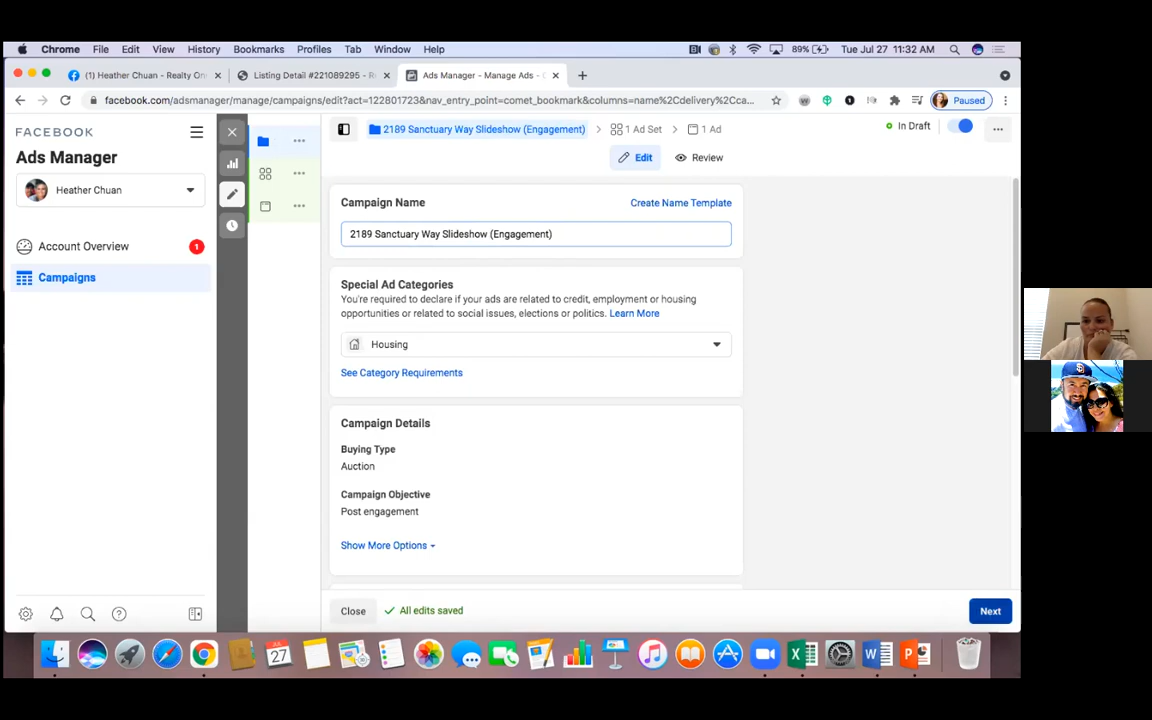 Chrome File Edit View History Bookmarks Profiles Tab Window Help 89% Tue Jul 27 11:32 AM
(1) Heather Chuan - Realty On Listing Detail #221089295 - R Ads Manager - Manage Ads - C
facebook.com/adsmanager/manage/campaigns/edit?act=122801723&nav_entry_point=comet_bookmark&columns=name%2Cdelivery%2Cca... Paused
FACEBOOK
Ads Manager
Heather Chuan
Account Overview 1
Campaigns
2189 Sanctuary Way Slideshow (Engagement) 1 Ad Set 1 Ad In Draft
Edit Review
Campaign Name Create Name Template
2189 Sanctuary Way Slideshow (Engagement)
Special Ad Categories
You're required to declare if your ads are related to credit, employment or housing
opportunities or related to social issues, elections or politics. Learn More
Housing
See Category Requirements
Campaign Details
Buying Type
Auction
Campaign Objective
Post engagement
Show More Options
Close All edits saved Next
JUL
27